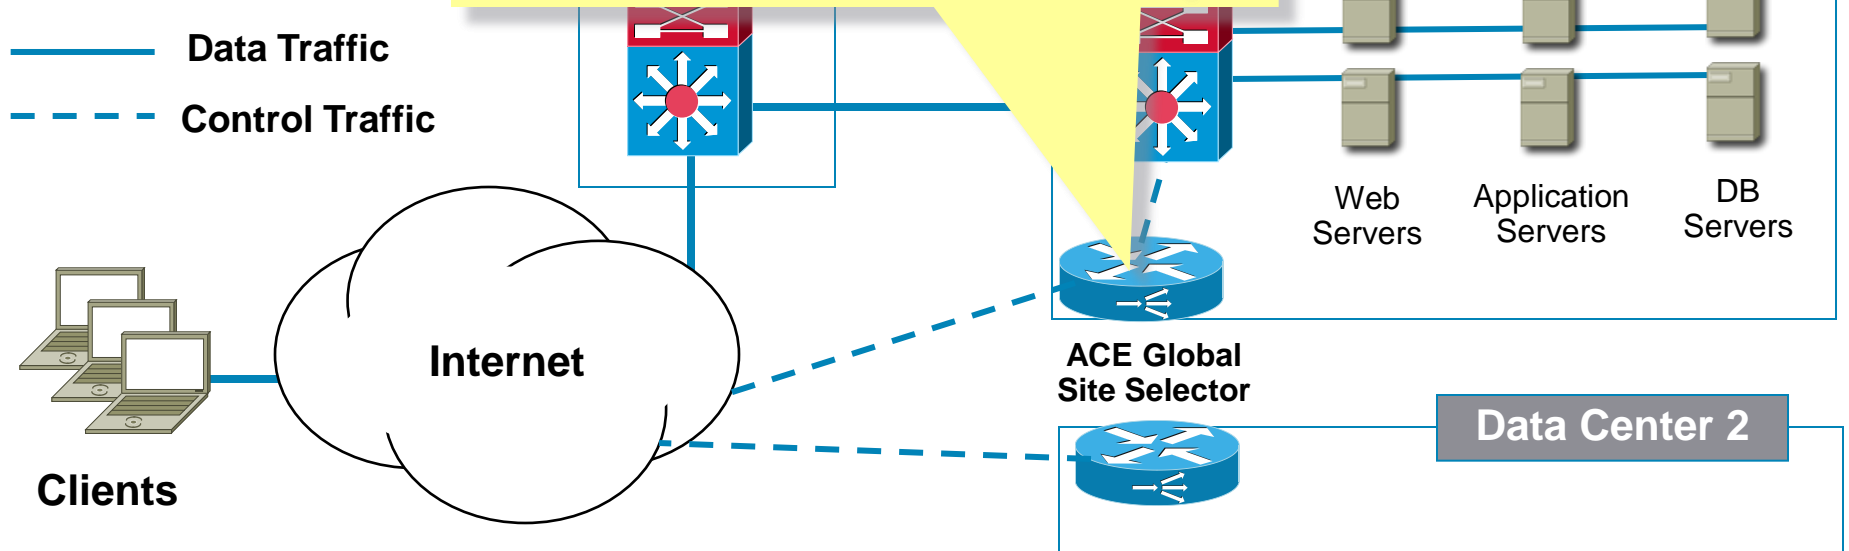 Data Traffic
Control Traffic
Web
Servers
Application
Servers
DB
Servers
Internet
ACE Global
Site Selector
Data Center 2
Clients